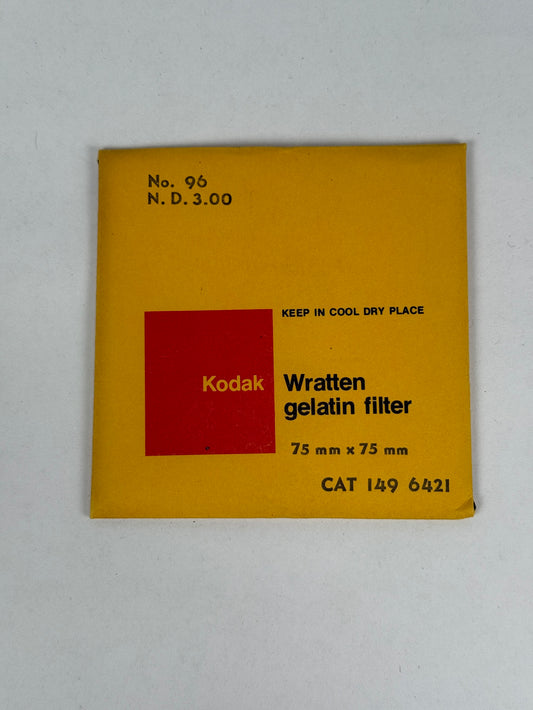 No. 96
N. D. 3.00
KEEP IN COOL DRY PLACE
Kodak Wratten
gelatin filter
75 mm x 75 mm
CAT 149 6421